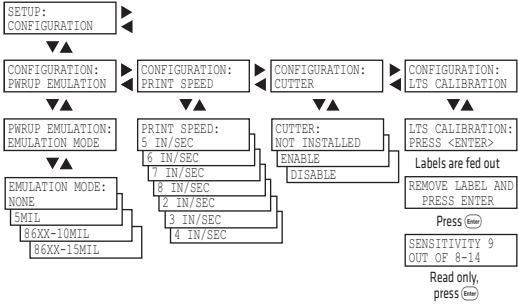 SETUP:
CONFIGURATION
CONFIGURATION:
PWRUP EMULATION
CONFIGURATION:
PRINT SPEED
CONFIGURATION:
CUTTER
CONFIGURATION:
LTS CALIBRATION
PWRUP EMULATION:
EMULATION MODE
PRINT SPEED:
5 IN/SEC
6 IN/SEC
7 IN/SEC
8 IN/SEC
2 IN/SEC
3 IN/SEC
4 IN/SEC
CUTTER:
NOT INSTALLED
ENABLE
DISABLE
LTS CALIBRATION:
PRESS <ENTER>
Labels are fed out
EMULATION MODE:
NONE
5MIL
86XX-10MIL
86XX-15MIL
REMOVE LABEL AND
PRESS ENTER
Press Enter
SENSITIVITY 9
OUT OF 8-14
Read only,
press Enter